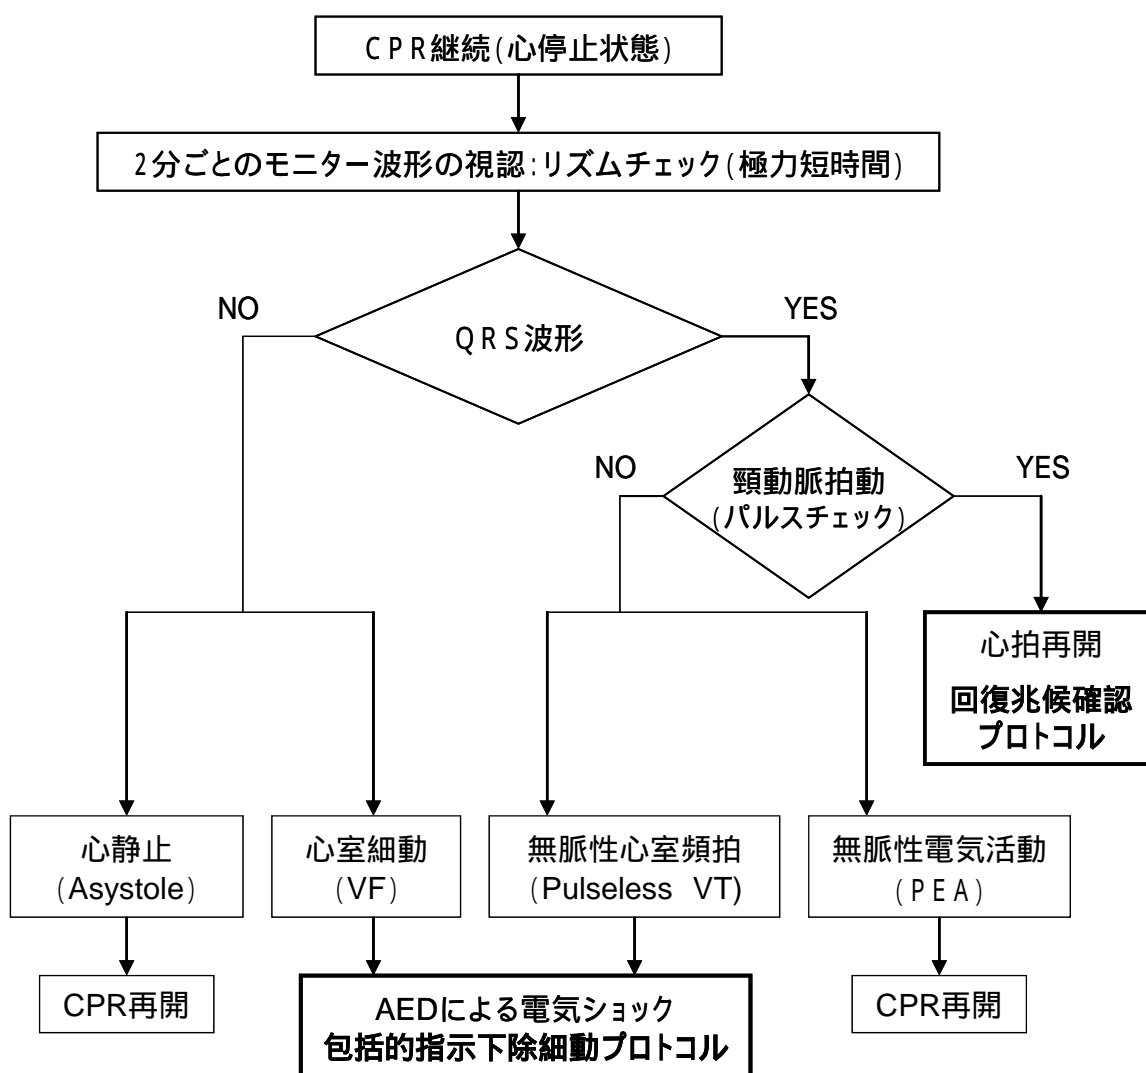 CPR継続(心停止状態)
2分ごとのモニター波形の視認:リズムチェック(極力短時間)
NO
YES
QRS波形
NO
YES
頸動脈拍動
(パルスチェック)
心拍再開
回復兆候確認
プロトコル
心静止
(Asystole)
心室細動
(VF)
無脈性心室頻拍
(Pulseless VT)
無脈性電気活動
(PEA)
CPR再開
AEDによる電気ショック
包括的指示下除細動プロトコル
CPR再開